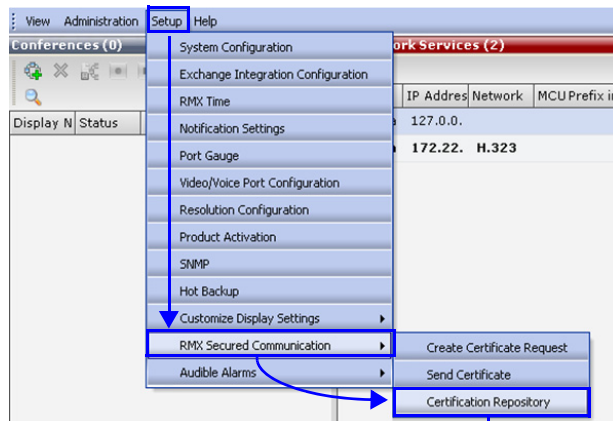 View Administration Setup Help
Conferences (0)
ork Services (2)
System Configuration
Exchange Integration Configuration
RMX Time
Notification Settings
Port Gauge
Video/Voice Port Configuration
Resolution Configuration
Product Activation
SNMP
Hot Backup
Customize Display Settings
RMX Secured Communication
Audible Alarms
Display N Status
IP Addres Network MCU Prefix i
127.0.0.
172.22. H.323
Create Certificate Request
Send Certificate
Certification Repository